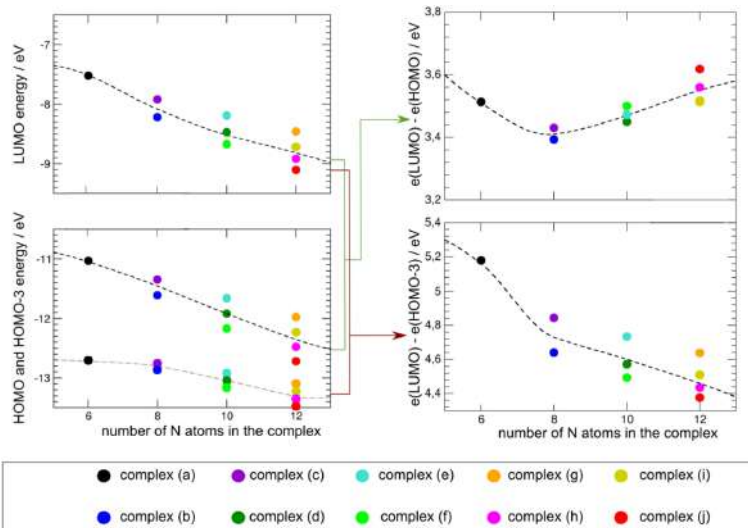 LUMO energy / eV
-7
-8
-9
HOMO and HOMO-3 energy / eV
-11
-12
-13
6 8 10 12
number of N atoms in the complex
e(LUMO) - e(HOMO) / eV
3,8
3,6
3,4
3,2
e(LUMO) - e(HOMO-3) / eV
5,4
5,2
5
4,8
4,6
4,4
6 8 10 12
number of N atoms in the complex
complex (a) complex (c) complex (e) complex (g) complex (i)
complex (b) complex (d) complex (f) complex (h) complex (j)